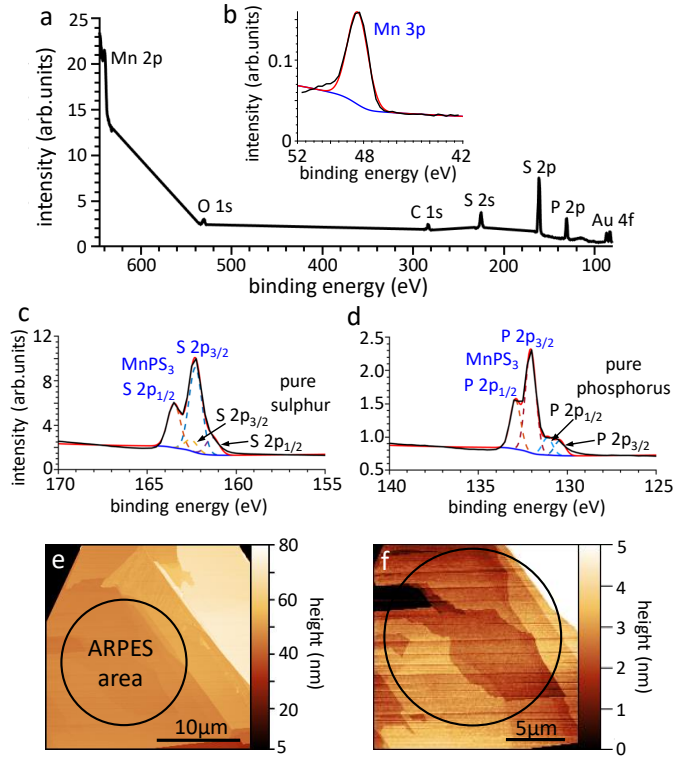 a
25
20
15
10
5
0
intensity (arb.units)
Mn 2p
O 1s
C 1s
S 2s
S 2p
P 2p
Au 4f
600
500
400
300
200
100
binding energy (eV)
b
Mn 3p
0.1
0
intensity (arb.units)
52
48
42
binding energy (eV)
c
12
10
8
6
4
2
0
intensity (arb.units)
S 2p3/2
MnPS3
S 2p1/2
pure
sulphur
S 2p3/2
S 2p1/2
170
165
160
155
binding energy (eV)
d
2.5
2.0
1.5
1.0
0.5
P 2p3/2
MnPS3
P 2p1/2
pure
phosphorus
P 2p1/2
P 2p3/2
140
135
130
125
binding energy (eV)
e
ARPES
area
10μm
80
60
40
20
5
height (nm)
f
5μm
5
4
3
2
1
0
height (nm)